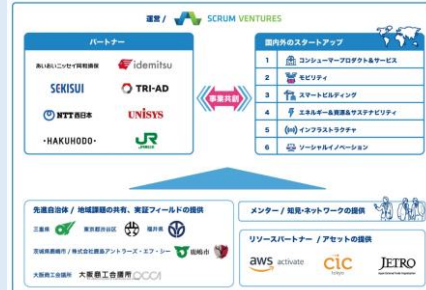 運営 / SCRUM VENTURES
パートナー
あいおいニッセイ同和損保
idemitsu
SEKISUI
TRI-AD
NTT西日本
UNISYS
・HAKUHODO・
JR
事業共創
国内外のスタートアップ
1 コンシューマープロダクト&サービス
2 モビリティ
3 スマートビルディング
4 エネルギー&資源&サステナビリティ
5 インフラストラクチャ
6 ソーシャルイノベーション
先進自治体 / 地域課題の共有、実証フィールドの提供
三重県
東京都渋谷区
福井県
茨城県鹿嶋市 / 株式会社鹿島アントラーズ・エフ・シー
鹿嶋市
大阪商工会議所
大阪商工会議所
メンター / 知見・ネットワークの提供
リソースパートナー / アセットの提供
aws activate
CIC
JETRO